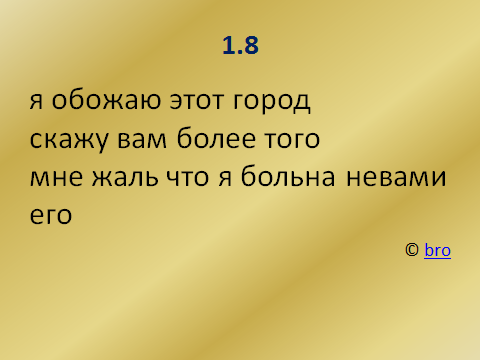 1.8
я обожаю этот город
скажу вам более того
мне жаль что я больна невами
его
© bro